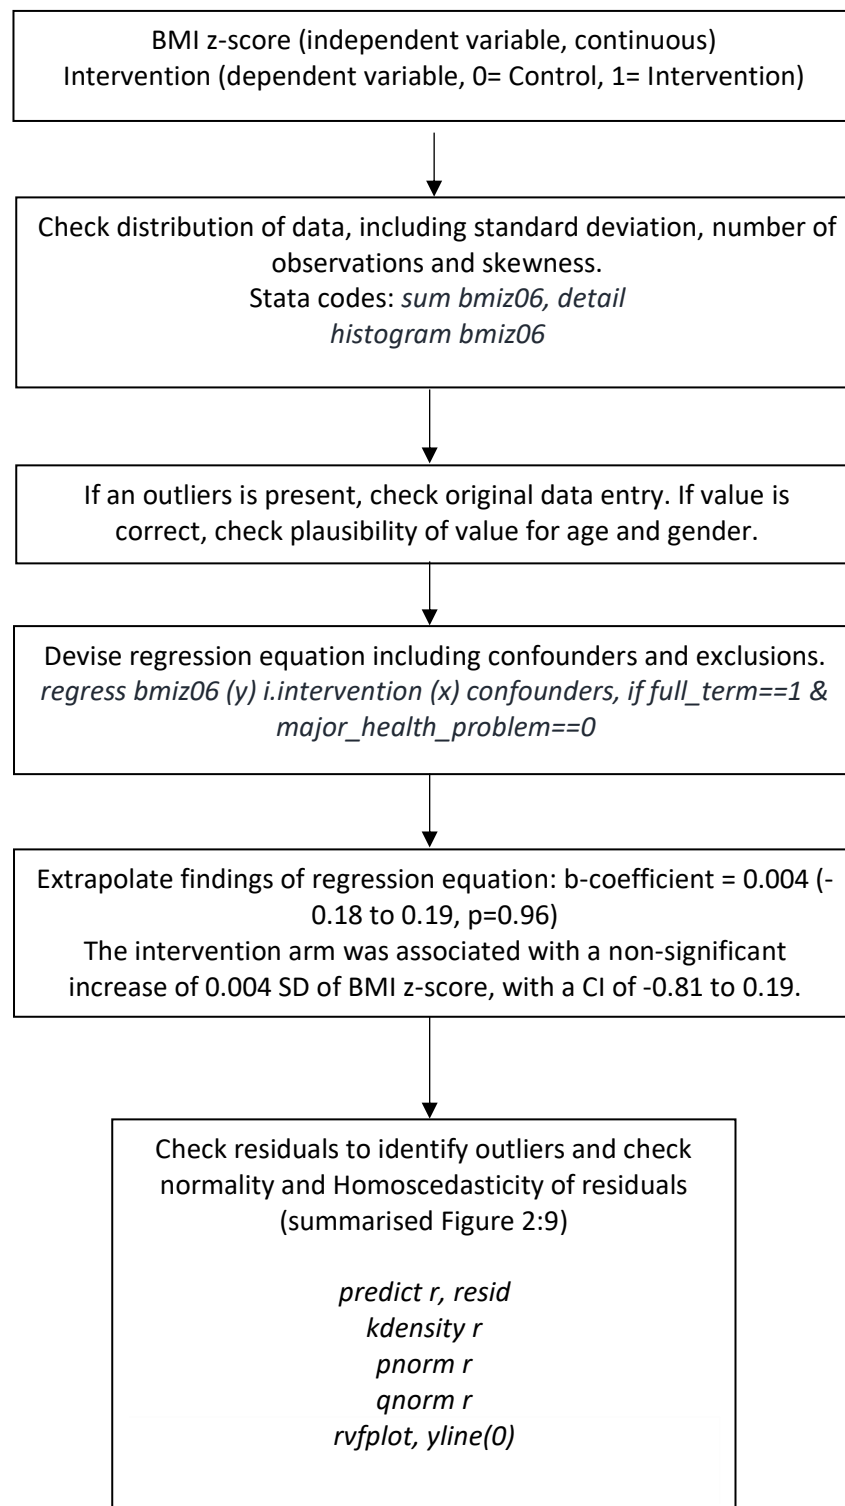 BMI z-score (independent variable, continuous)
Intervention (dependent variable, 0= Control, 1= Intervention)
Check distribution of data, including standard deviation, number of
observations and skewness.
Stata codes: sum bmiz06, detail
histogram bmiz06
If an outliers is present, check original data entry. If value is
correct, check plausibility of value for age and gender.
Devise regression equation including confounders and exclusions.
regress bmiz06 (y) i.intervention (x) confounders, if full_term==1 &
major_health_problem==0
Extrapolate findings of regression equation: b-coefficient = 0.004 (-
0.18 to 0.19, p=0.96)
The intervention arm was associated with a non-significant
increase of 0.004 SD of BMI z-score, with a CI of -0.81 to 0.19.
Check residuals to identify outliers and check
normality and Homoscedasticity of residuals
(summarised Figure 2:9)
predict r, resid
kdensity r
pnorm r
qnorm r
rvfplot, yline(0)